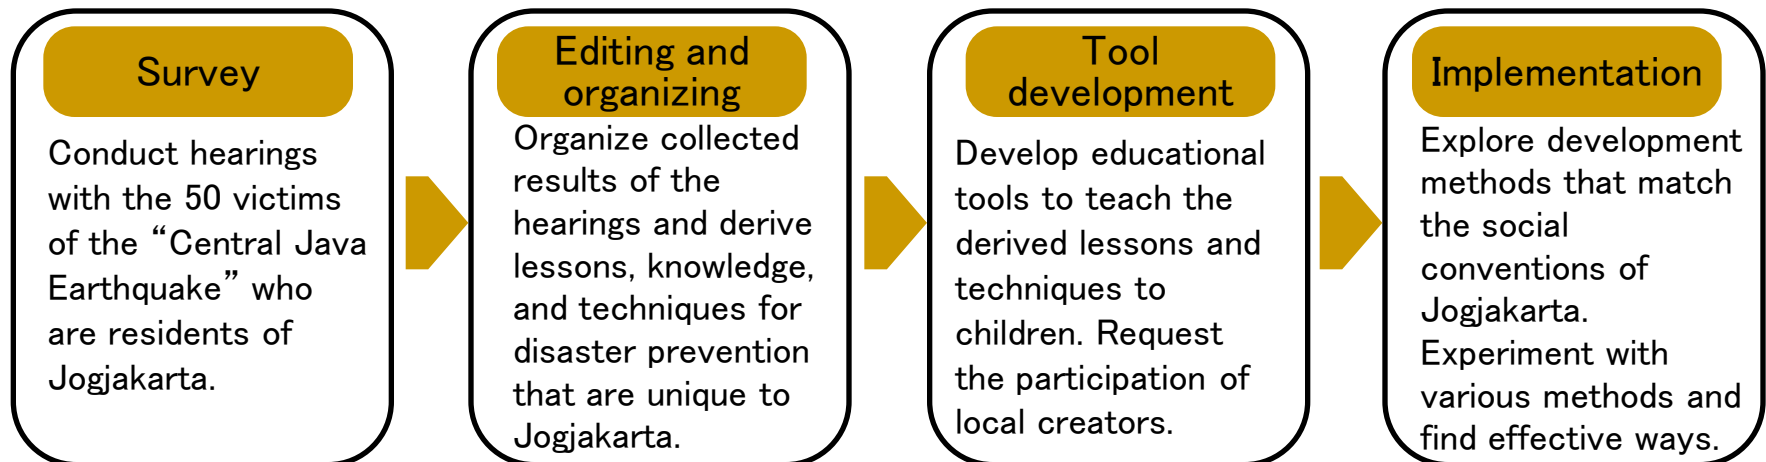 Survey
Conduct hearings
with the 50 victims
of the “Central Java
Earthquake” who
are residents of
Jogjakarta.
Editing and
organizing
Organize collected
results of the
hearings and derive
lessons, knowledge,
and techniques for
disaster prevention
that are unique to
Jogjakarta.
Tool
development
Develop educational
tools to teach the
derived lessons and
techniques to
children. Request
the participation of
local creators.
Implementation
Explore development
methods that match
the social
conventions of
Jogjakarta.
Experiment with
various methods and
find effective ways.